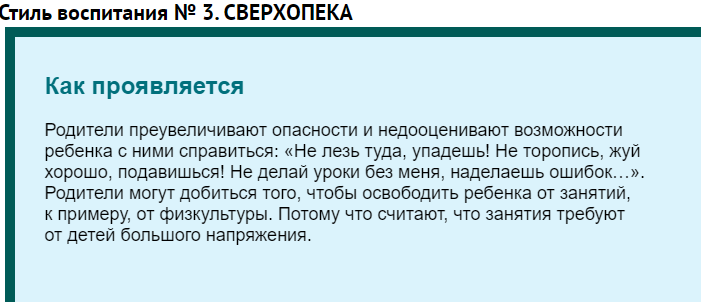 Стиль воспитания № 3. СВЕРХОПЕКА
Как проявляется
Родители преувеличивают опасности и недооценивают возможности
ребенка с ними справиться: «Не лезь туда, упадешь! Не торопись, жуй
хорошо, подавишься! Не делай уроки без меня, наделаешь ошибок…».
Родители могут добиться того, чтобы освободить ребенка от занятий,
к примеру, от физкультуры. Потому что считают, что занятия требуют
от детей большого напряжения.